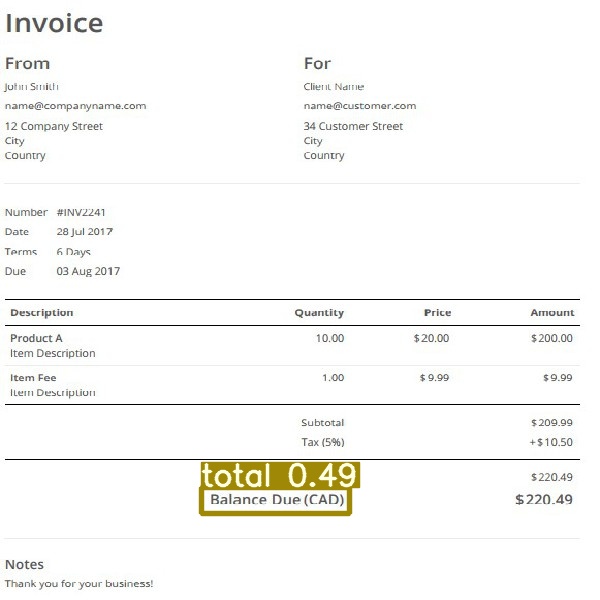 Invoice
From For
John Smith Client Name
name@companyname.com name@customer.com
12 Company Street 34 Customer Street
City City
Country Country
Number #INV2241
Date 28 Jul 2017
Terms 6 Days
Due 03 Aug 2017
Description Quantity Price Amount
Product A 10.00 $20.00 $200.00
Item Description
Item Fee 1.00 $9.99 $9.99
Item Description
Subtotal $209.99
Tax (5%) +$10.50
total 0.49 $220.49
Balance Due (CAD) $220.49
Notes
Thank you for your business!